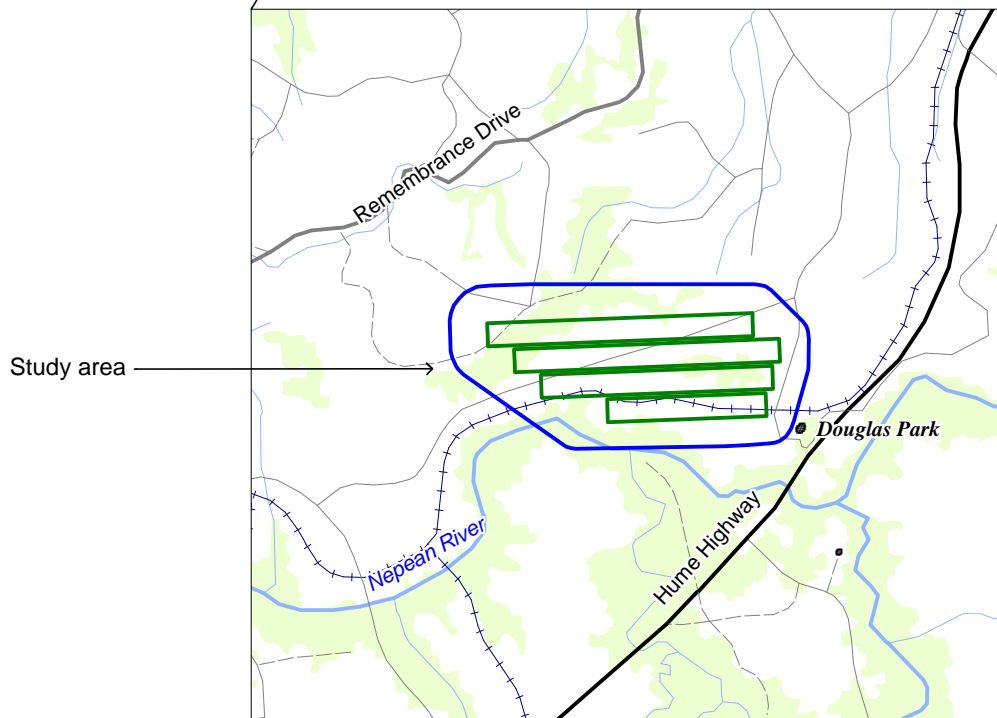 Remembrance Drive
Study area
Douglas Park
Hume Highway
Nepean River